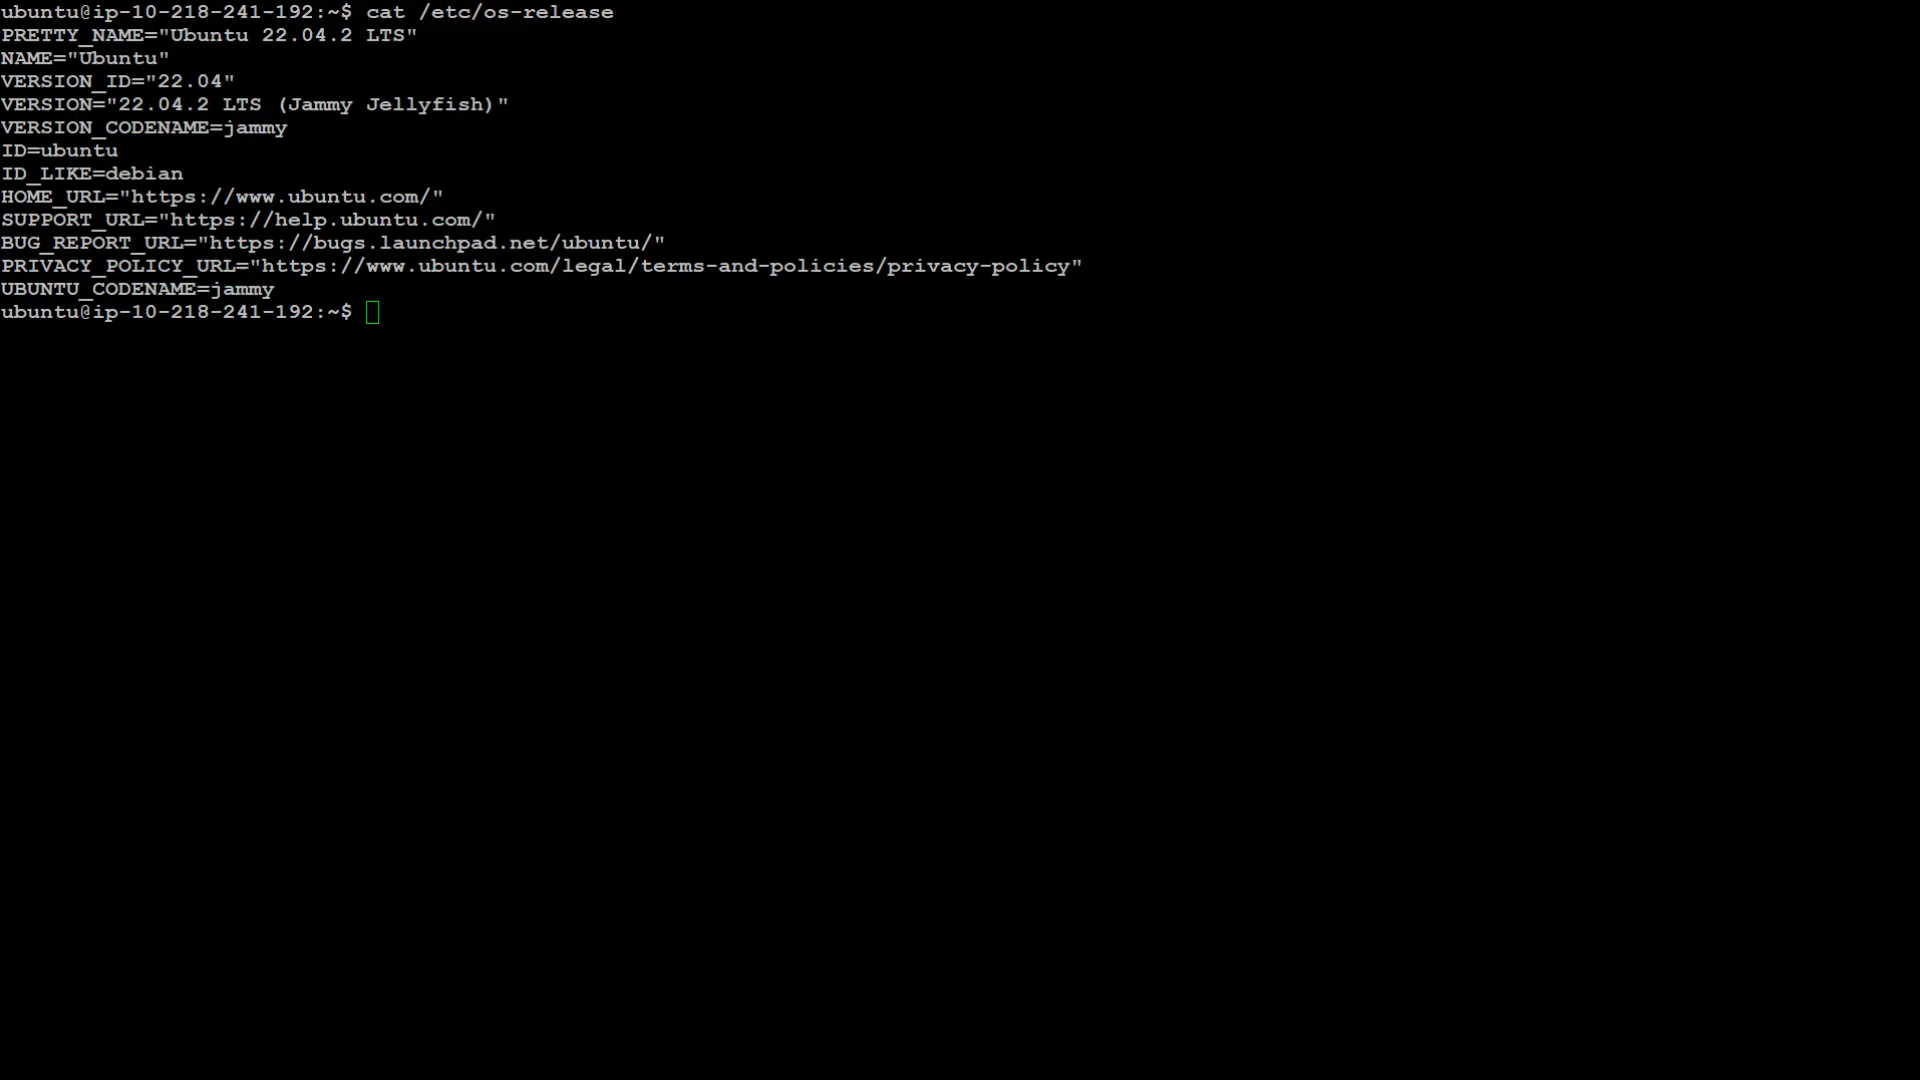 ubuntu@ip-10-218-241-192:~$ cat /etc/os-release
PRETTY_NAME="Ubuntu 22.04.2 LTS"
NAME="Ubuntu"
VERSION_ID="22.04"
VERSION="22.04.2 LTS (Jammy Jellyfish)"
VERSION_CODENAME=jammy
ID=ubuntu
ID_LIKE=debian
HOME_URL="https://www.ubuntu.com/"
SUPPORT_URL="https://help.ubuntu.com/"
BUG_REPORT_URL="https://bugs.launchpad.net/ubuntu/"
PRIVACY_POLICY_URL="https://www.ubuntu.com/legal/terms-and-policies/privacy-policy"
UBUNTU_CODENAME=jammy
ubuntu@ip-10-218-241-192:~$